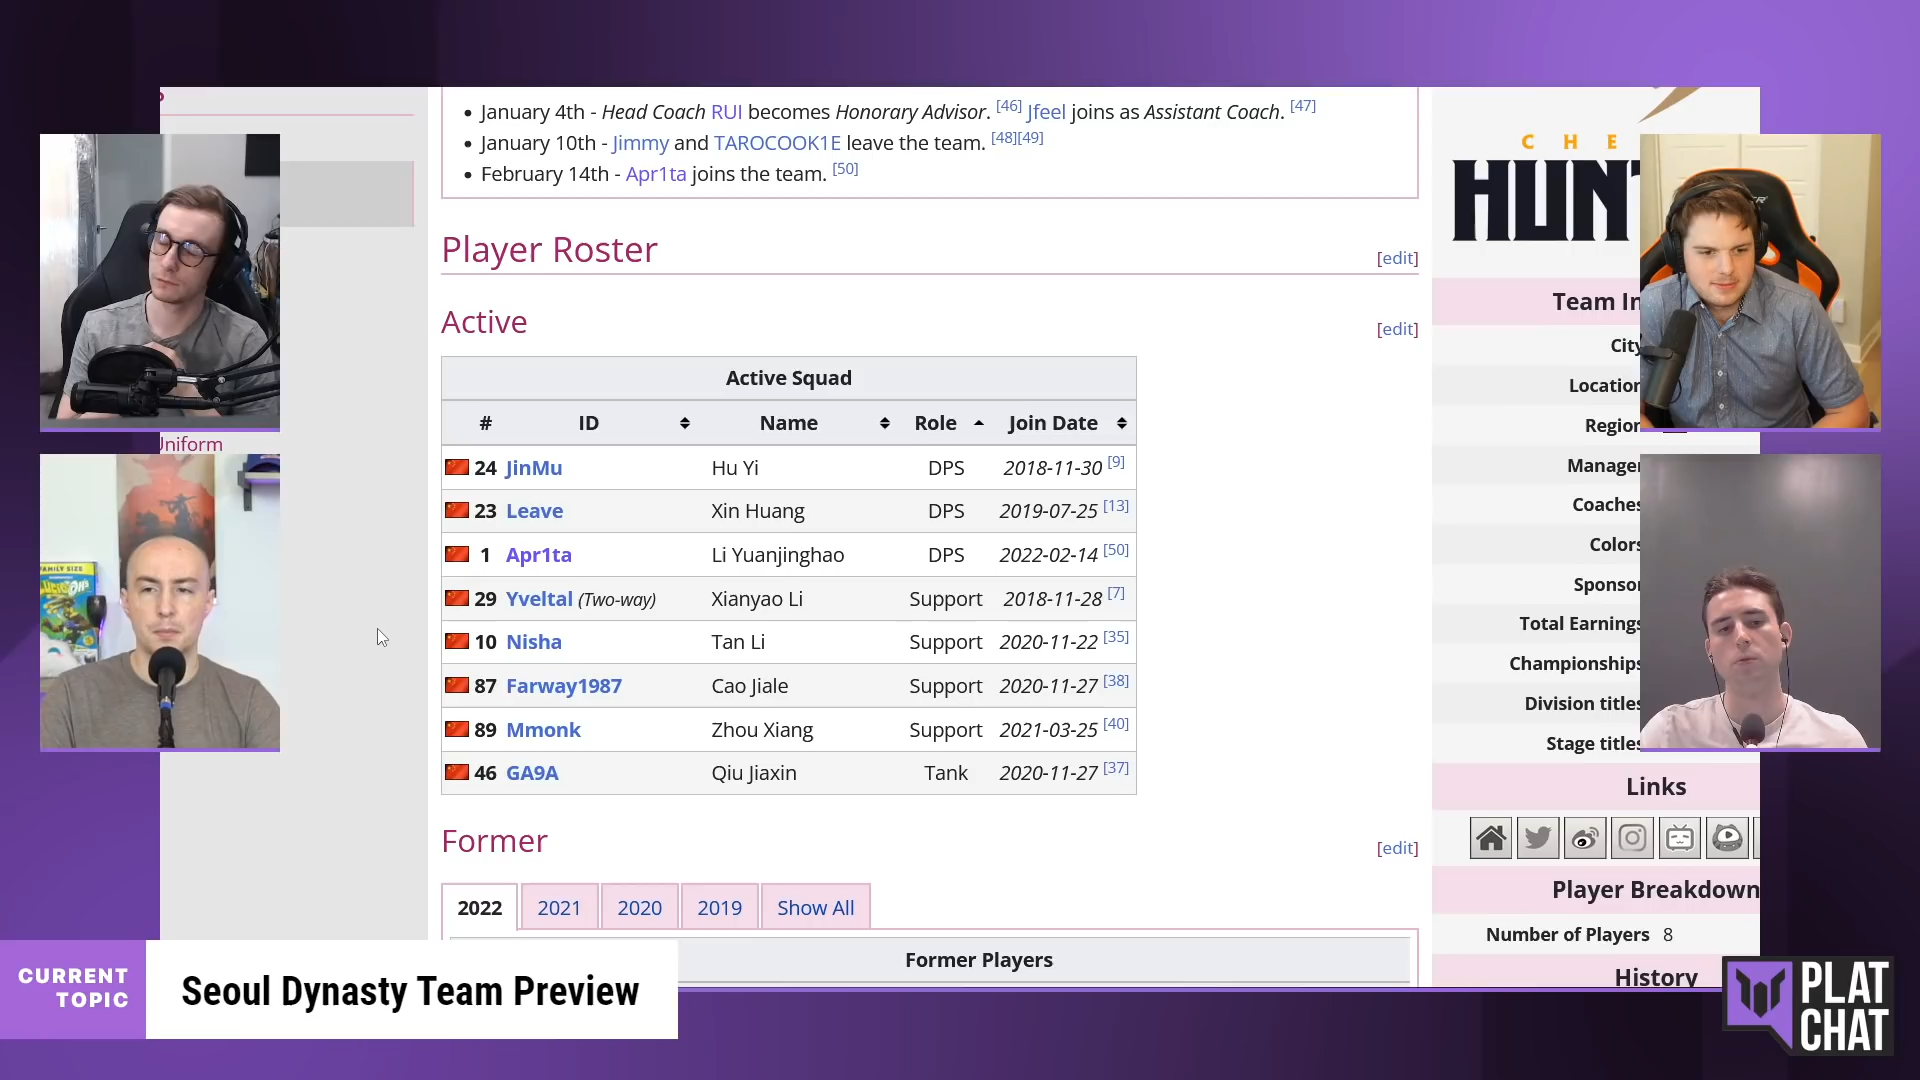 January 4th - Head Coach RUI becomes Honorary Advisor. [46] Jfeel joins as Assistant Coach. [47]
January 10th - Jimmy and TAROCOOK1E leave the team. [48][49]
February 14th - Apr1ta joins the team. [50]
Player Roster
[edit]
Active
[edit]
Active Squad
# ID Name Role Join Date
24 JinMu Hu Yi DPS 2018-11-30 [9]
23 Leave Xin Huang DPS 2019-07-25 [13]
1 Apr1ta Li Yuanjinghao DPS 2022-02-14 [50]
29 Yveltal (Two-way) Xianyao Li Support 2018-11-28 [7]
10 Nisha Tan Li Support 2020-11-22 [35]
87 Farway1987 Cao Jiale Support 2020-11-27 [38]
89 Mmonk Zhou Xiang Support 2021-03-25 [40]
46 GA9A Qiu Jiaxin Tank 2020-11-27 [37]
Former
[edit]
2022 2021 2020 2019 Show All
Former Players
Uniform
FAMILY SIZE
CHE
HUNT
Team In
City
Location
Region
Manager
Coaches
Colors
Sponsor
Total Earnings
Championships
Division titles
Stage titles
Links
Player Breakdown
Number of Players 8
History
CURRENT
TOPIC
Seoul Dynasty Team Preview
PLAT
CHAT